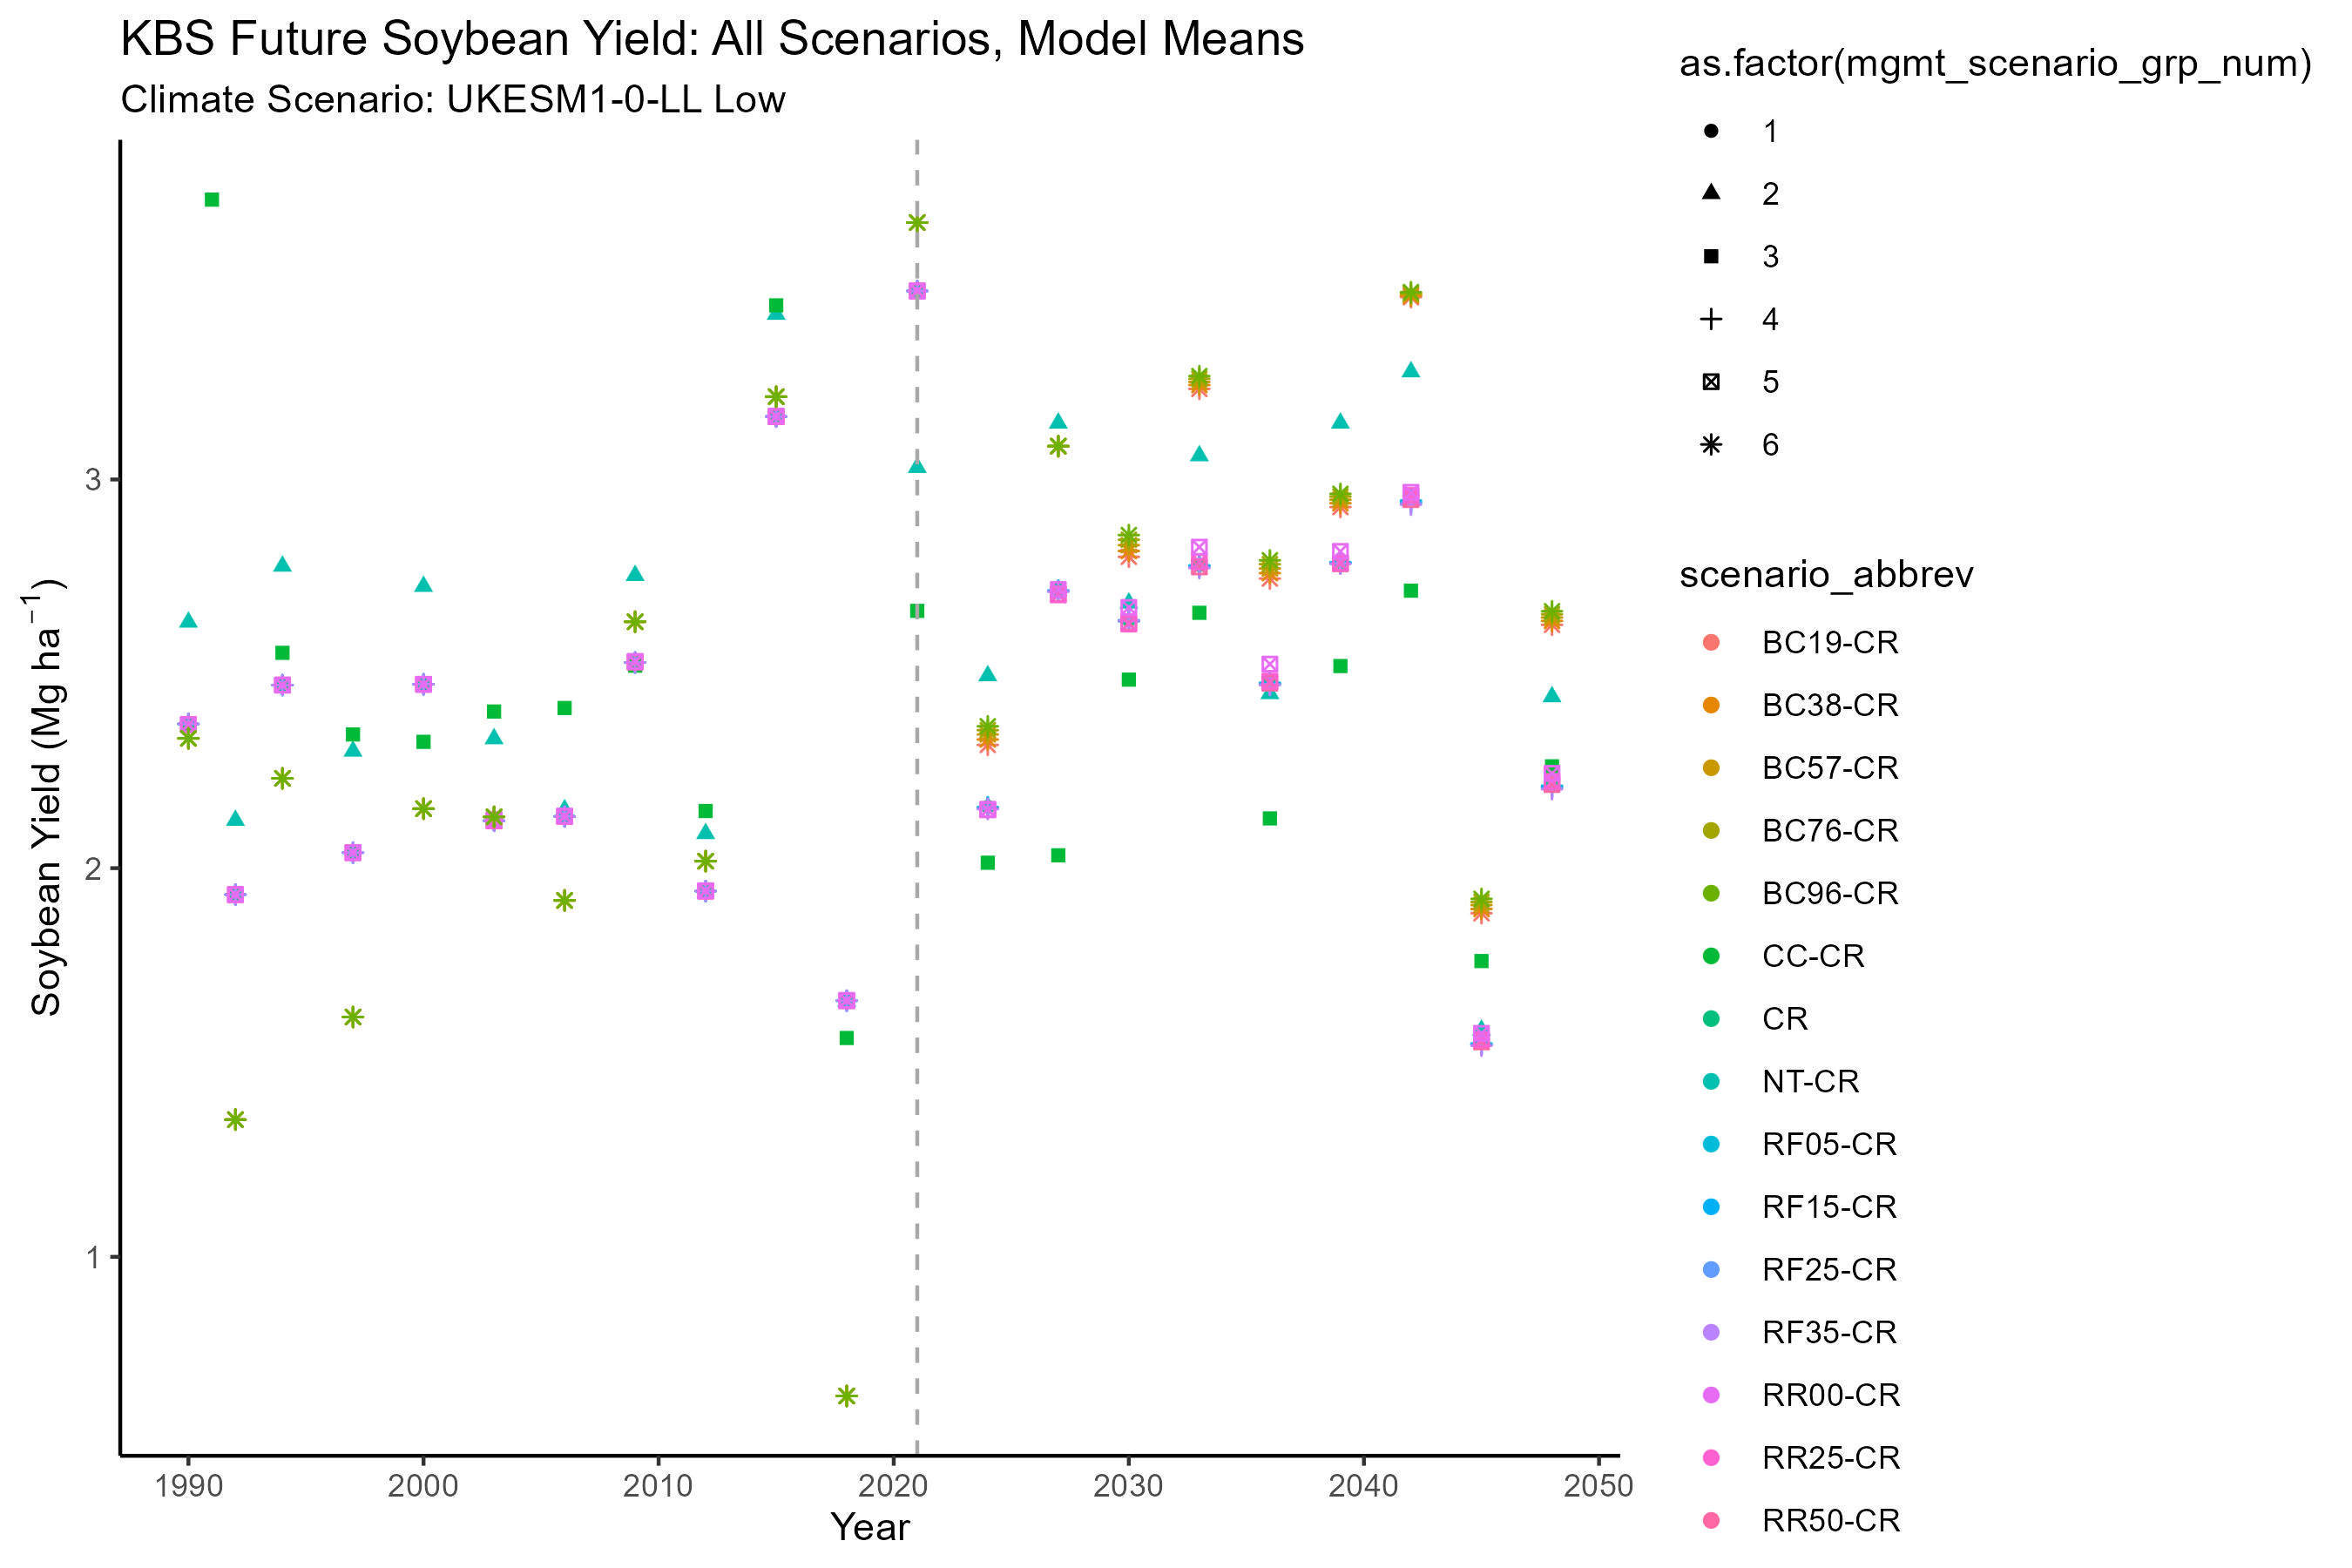 KBS Future Soybean Yield: All Scenarios, Model Means
Climate Scenario: UKESM1-0-LL Low
Soybean Yield (Mg ha⁻¹)
3
2
1
1990 2000 2010 2020 2030 2040 2050
Year
as.factor(mgmt_scenario_grp_num)
1
2
3
4
5
6
scenario_abbrev
BC19-CR
BC38-CR
BC57-CR
BC76-CR
BC96-CR
CC-CR
CR
NT-CR
RF05-CR
RF15-CR
RF25-CR
RF35-CR
RR00-CR
RR25-CR
RR50-CR